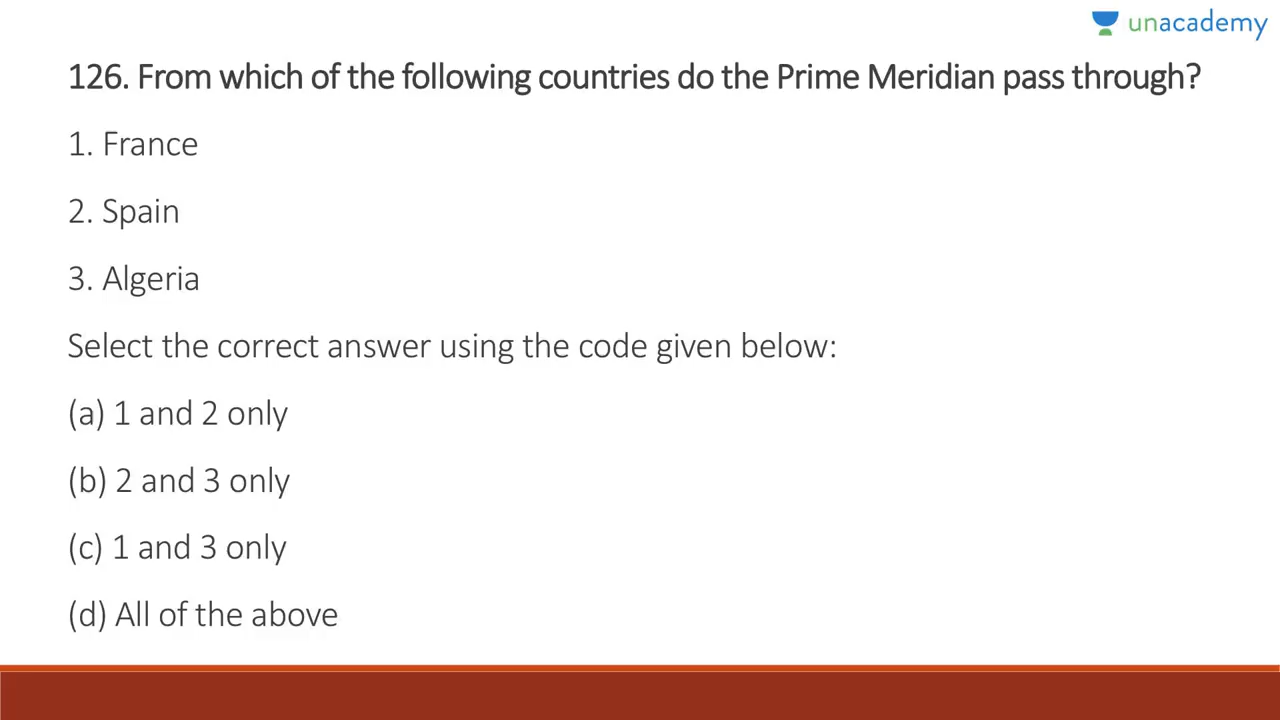 unacademy
126. From which of the following countries do the Prime Meridian pass through?
1. France
2. Spain
3. Algeria
Select the correct answer using the code given below:
(a) 1 and 2 only
(b) 2 and 3 only
(c) 1 and 3 only
(d) All of the above